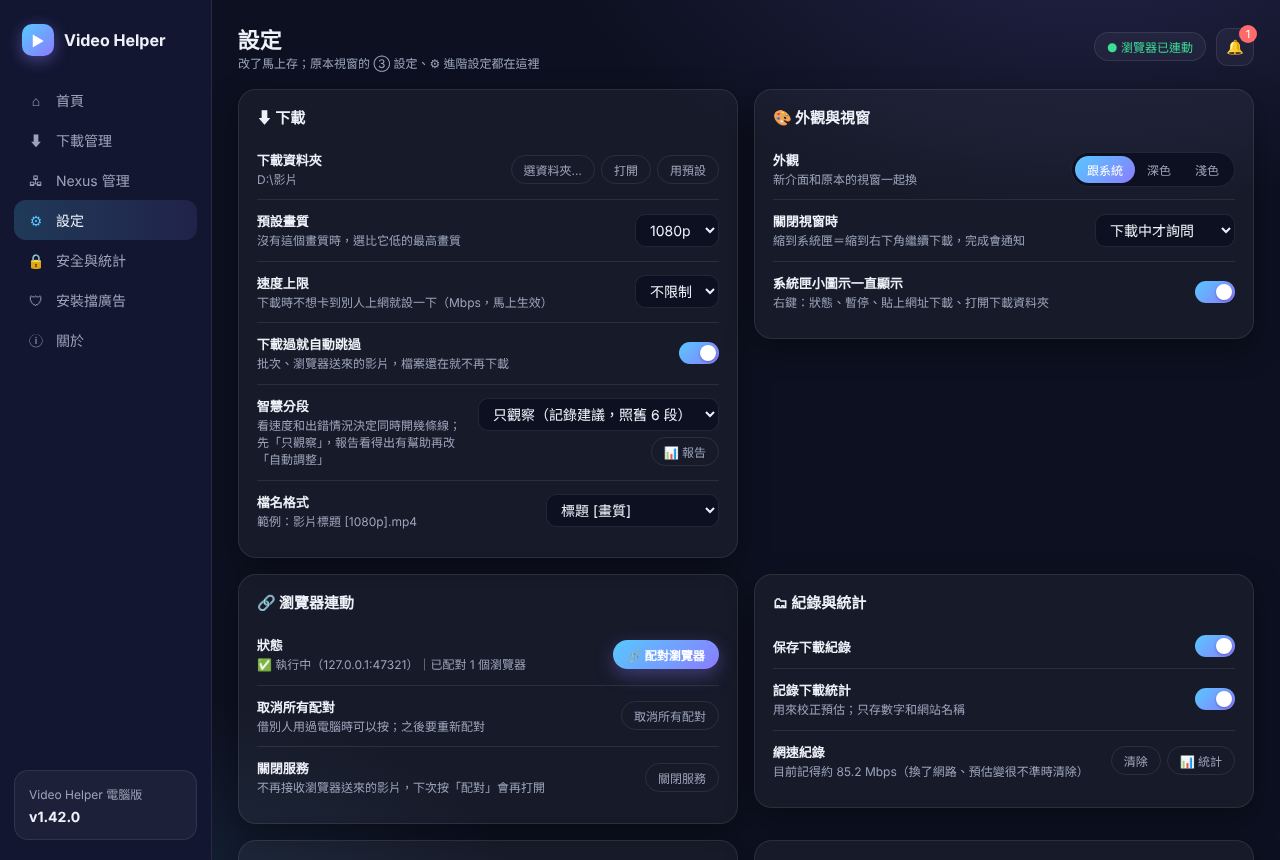 Video Helper
首頁
下載管理
Nexus 管理
設定
安全與統計
安裝擋廣告
關於
Video Helper 電腦版
v1.42.0
設定
改了馬上存；原本視窗的 ③ 設定、⚙ 進階設定都在這裡
瀏覽器已連動
1
⬇ 下載
下載資料夾
D:\影片
選資料夾…
打開
用預設
預設畫質
沒有這個畫質時，選比它低的最高畫質
1080p
速度上限
下載時不想卡到別人上網就設一下（Mbps，馬上生效）
不限制
下載過就自動跳過
批次、瀏覽器送來的影片，檔案還在就不再下載
智慧分段
看速度和出錯情況決定同時開幾條線；
先「只觀察」，報告看得出有幫助再改
「自動調整」
只觀察（記錄建議，照舊 6 段）
📊 報告
檔名格式
範例：影片標題 [1080p].mp4
標題 [畫質]
🎨 外觀與視窗
外觀
新介面和原本的視窗一起換
跟系統
深色
淺色
關閉視窗時
縮到系統匣＝縮到右下角繼續下載，完成會通知
下載中才詢問
系統匣小圖示一直顯示
右鍵：狀態、暫停、貼上網址下載、打開下載資料夾
🔗 瀏覽器連動
狀態
✅ 執行中（127.0.0.1:47321）｜已配對 1 個瀏覽器
🔗 配對瀏覽器
取消所有配對
借別人用過電腦時可以按；之後要重新配對
取消所有配對
關閉服務
不再接收瀏覽器送來的影片，下次按「配對」會再打開
關閉服務
🗂 紀錄與統計
保存下載紀錄
記錄下載統計
用來校正預估；只存數字和網站名稱
網速紀錄
目前記得約 85.2 Mbps（換了網路、預估變很不準時清除）
清除
📊 統計